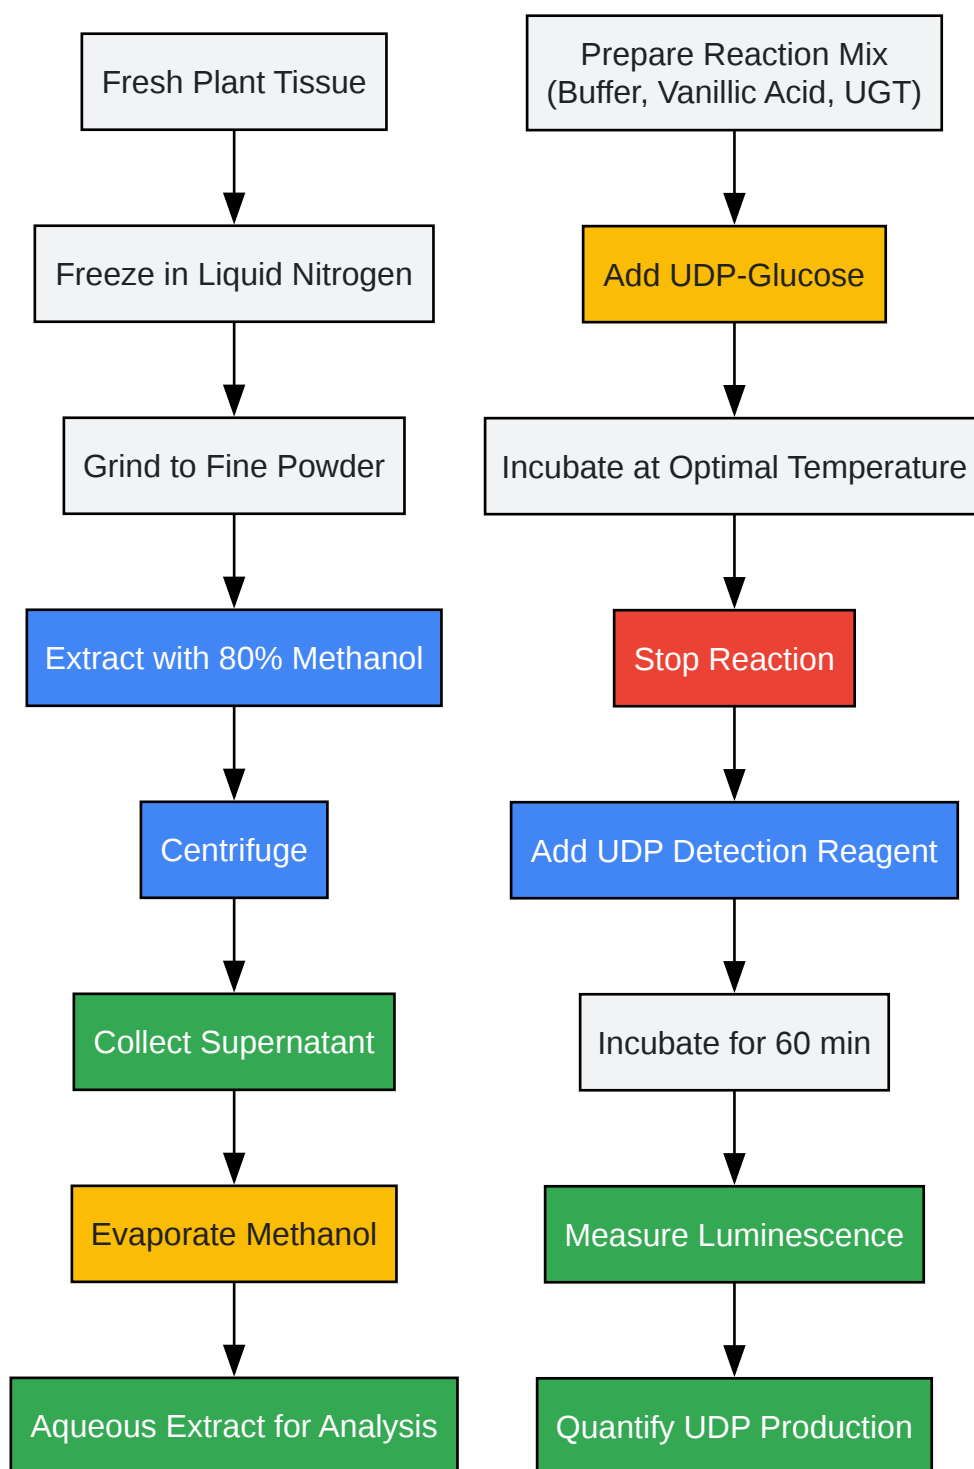 Fresh Plant Tissue
Freeze in Liquid Nitrogen
Grind to Fine Powder
Extract with 80% Methanol
Centrifuge
Collect Supernatant
Evaporate Methanol
Aqueous Extract for Analysis
Prepare Reaction Mix
(Buffer, Vanillic Acid, UGT)
Add UDP-Glucose
Incubate at Optimal Temperature
Stop Reaction
Add UDP Detection Reagent
Incubate for 60 min
Measure Luminescence
Quantify UDP Production